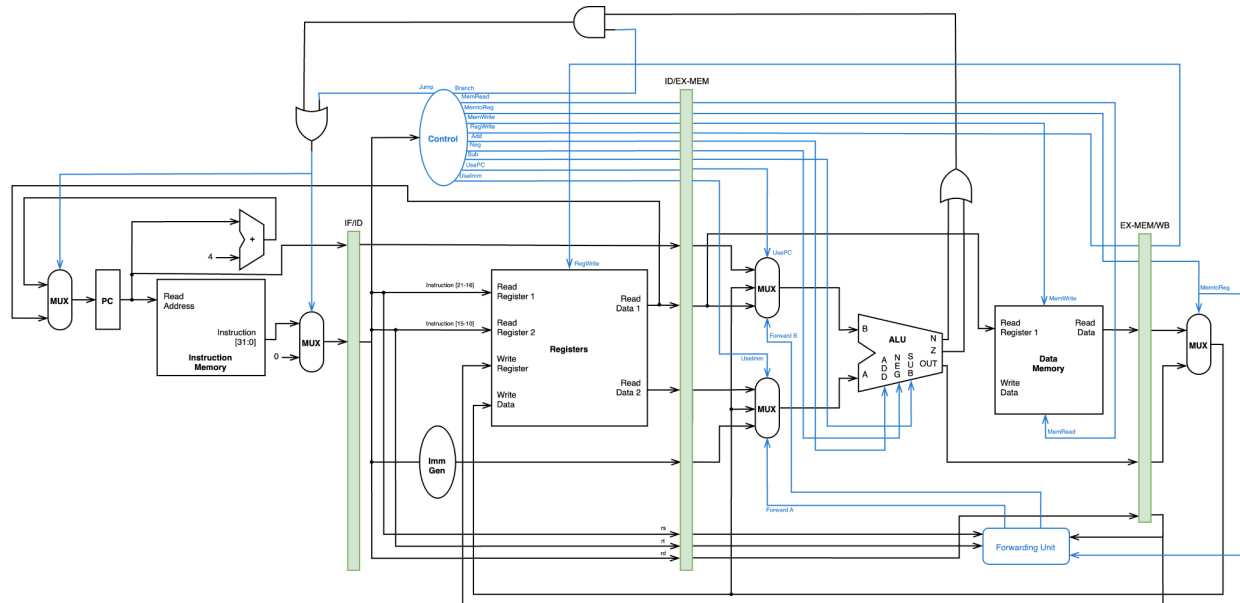 ID/EX-MEM
Jump
Branch
MemRead
MemtoReg
MemWrite
RegWrite
Add
Neg
Sub
UsePC
UseImm
Control
IF/ID
EX-MEM/WB
+
4
MUX
PC
Read
Address
Instruction
[31:0]
Instruction
Memory
0
MUX
RegWrite
Instruction [21-16]
Instruction [15-10]
Read
Register 1
Read
Register 2
Write
Register
Write
Data
Registers
Read
Data 1
Read
Data 2
Imm
Gen
rs
rt
rd
UsePC
MUX
Forward B
UseImm
MUX
Forward A
B
A
ALU
ADD
NEG
SUB
N
Z
OUT
MemWrite
Read
Register 1
Read
Data
Data
Memory
Write
Data
MemRead
MemtoReg
MUX
Forwarding Unit